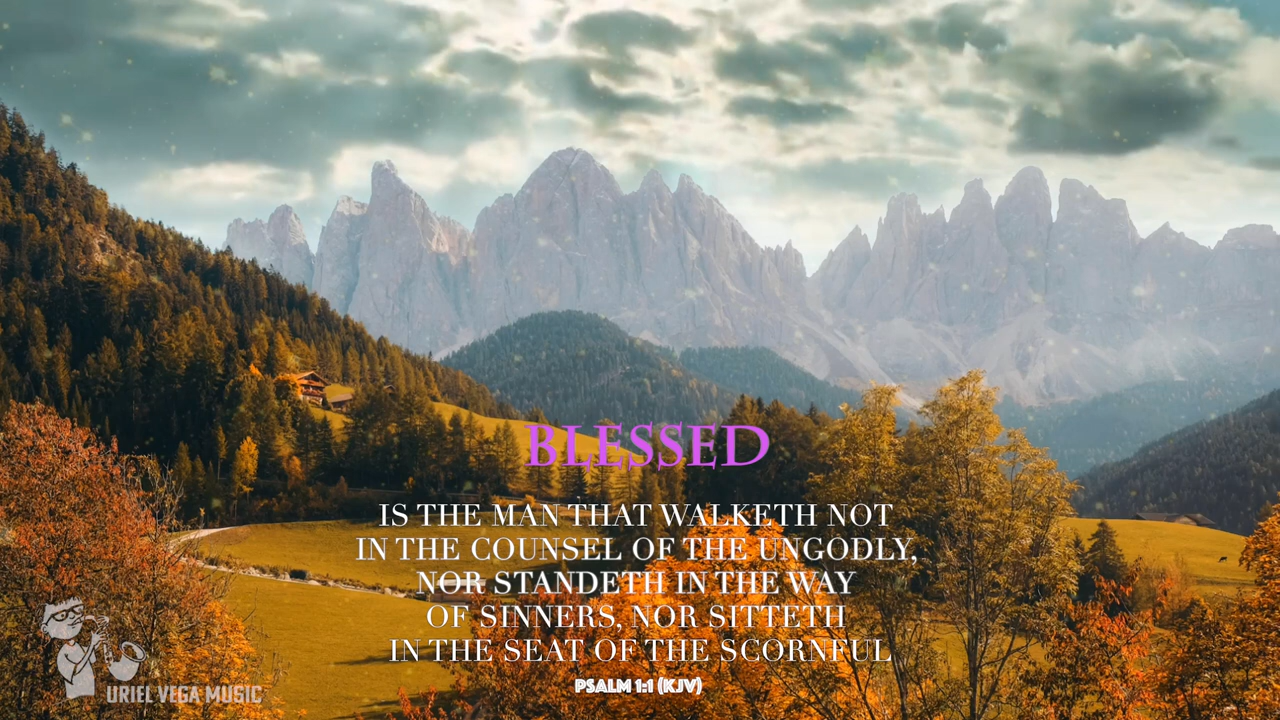 BLESSED
IS THE MAN THAT WALKETH NOT
IN THE COUNSEL OF THE UNGODLY,
NOR STANDETH IN THE WAY
OF SINNERS, NOR SITTETH
IN THE SEAT OF THE SCORNFUL
PSALM 1:1 (KJV)
URIEL VEGA MUSIC